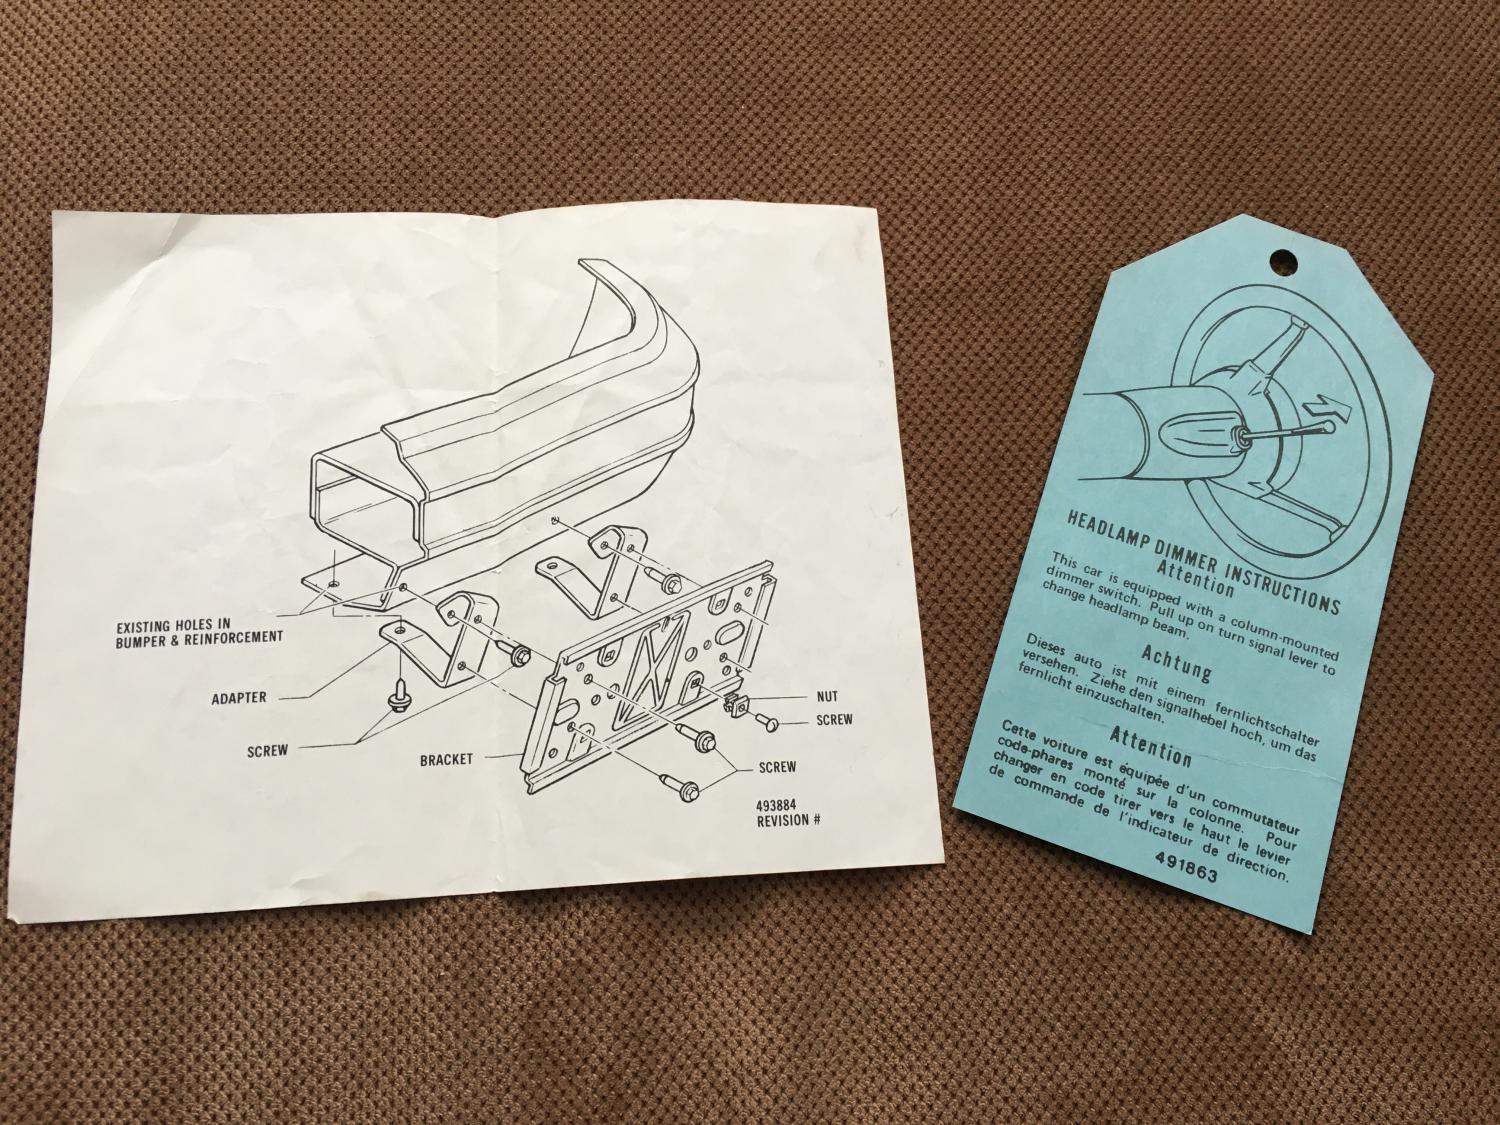 EXISTING HOLES IN
BUMPER & REINFORCEMENT
ADAPTER
SCREW
BRACKET
NUT
SCREW
SCREW
493884
REVISION #
HEADLAMP DIMMER INSTRUCTIONS
Attention
This car is equipped with a column-mounted
dimmer switch. Pull up on turn signal lever to
change headlamp beam.
Achtung
Dieses auto ist mit einem fernlichtschalter
versehen. Ziehe den signalhebel hoch, um das
fernlicht einzuschalten.
Attention
Cette voiture est équipée d'un commutateur
code-phares monté sur la colonne. Pour
changer en code tirer vers le haut le levier
de commande de l'indicateur de direction.
491863